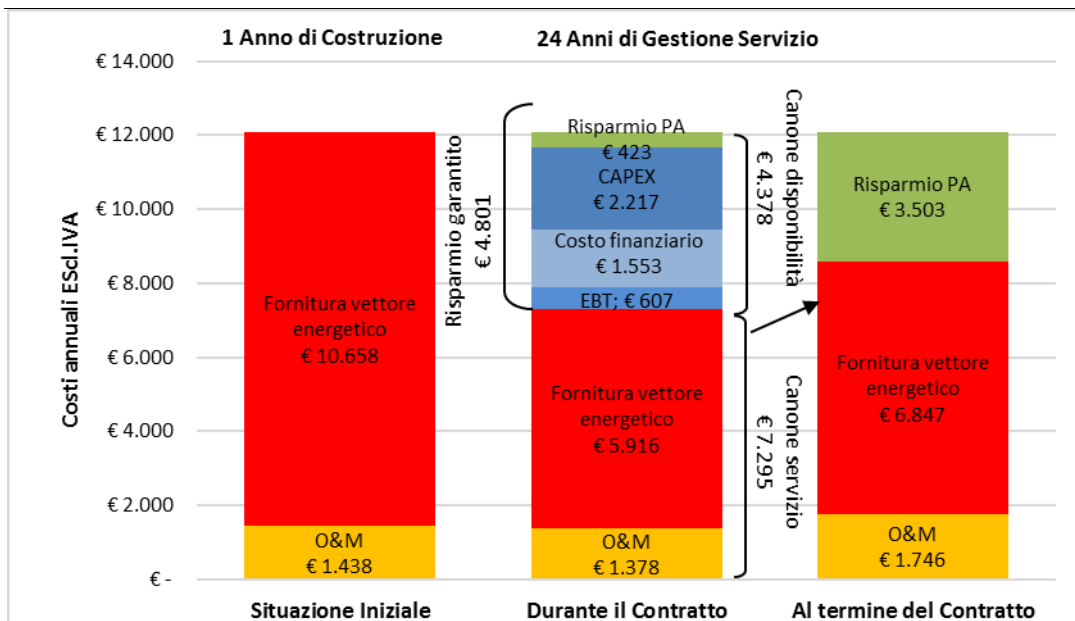 1 Anno di Costruzione
24 Anni di Gestione Servizio
Costi annuali EScl.IVA
€ 14.000
€ 12.000
€ 10.000
€ 8.000
€ 6.000
€ 4.000
€ 2.000
€ -
Fornitura vettore
energetico
€ 10.658
O&M
€ 1.438
Risparmio garantito
€ 4.801
Risparmio PA
€ 423
CAPEX
€ 2.217
Costo finanziario
€ 1.553
EBT; € 607
Fornitura vettore
energetico
€ 5.916
O&M
€ 1.378
Canone disponibilità
€ 4.378
Canone servizio
€ 7.295
Risparmio PA
€ 3.503
Fornitura vettore
energetico
€ 6.847
O&M
€ 1.746
Situazione Iniziale
Durante il Contratto
Al termine del Contratto